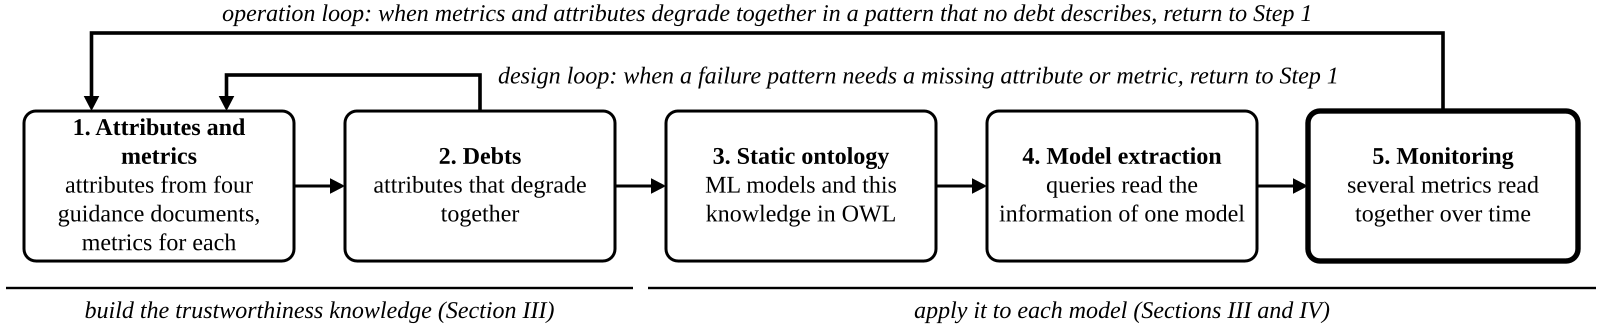 operation loop: when metrics and attributes degrade together in a pattern that no debt describes, return to Step 1
design loop: when a failure pattern needs a missing attribute or metric, return to Step 1
1. Attributes and
metrics
attributes from four
guidance documents,
metrics for each
2. Debts
attributes that degrade
together
3. Static ontology
ML models and this
knowledge in OWL
4. Model extraction
queries read the
information of one model
5. Monitoring
several metrics read
together over time
build the trustworthiness knowledge (Section III)
apply it to each model (Sections III and IV)